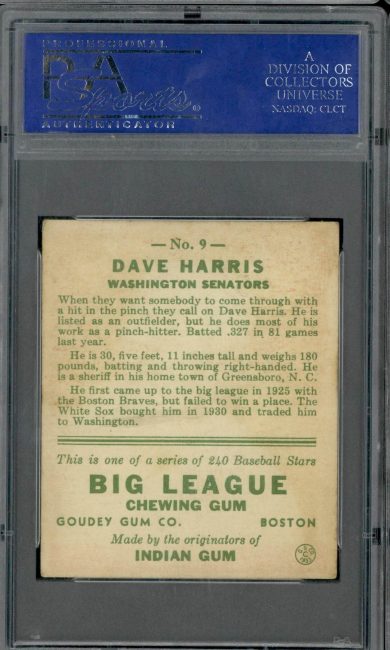 PROFESSIONAL
PSA
Sports
AUTHENTICATOR
A
DIVISION OF
COLLECTORS
UNIVERSE
NASDAQ: CLCT
— No. 9 —
DAVE HARRIS
WASHINGTON SENATORS
When they want somebody to come through with
a hit in the pinch they call on Dave Harris. He is
listed as an outfielder, but he does most of his
work as a pinch-hitter. Batted .327 in 81 games
last year.
He is 30, five feet, 11 inches tall and weighs 180
pounds, batting and throwing right-handed. He
is a sheriff in his home town of Greensboro, N. C.
He first came up to the big league in 1925 with
the Boston Braves, but failed to win a place. The
White Sox bought him in 1930 and traded him
to Washington.
This is one of a series of 240 Baseball Stars
BIG LEAGUE
CHEWING GUM
GOUDEY GUM CO. BOSTON
Made by the originators of
INDIAN GUM